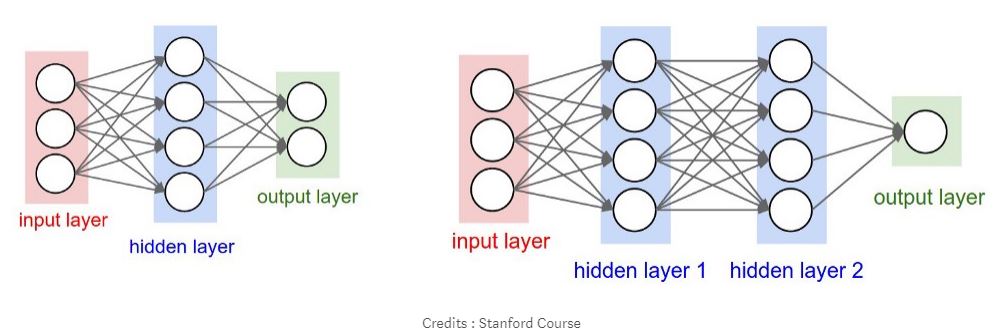 input layer
hidden layer
output layer
input layer
hidden layer 1
hidden layer 2
output layer
Credits : Stanford Course